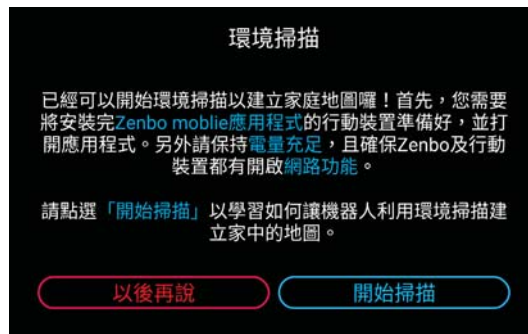 環境掃描
已經可以開始環境掃描以建立家庭地圖囉！首先，您需要
將安裝完Zenbo moblie應用程式的行動裝置準備好，並打
開應用程式。另外請保持電量充足，且確保Zenbo及行動
裝置都有開啟網路功能。
請點選「開始掃描」以學習如何讓機器人利用環境掃描建
立家中的地圖。
以後再說
開始掃描